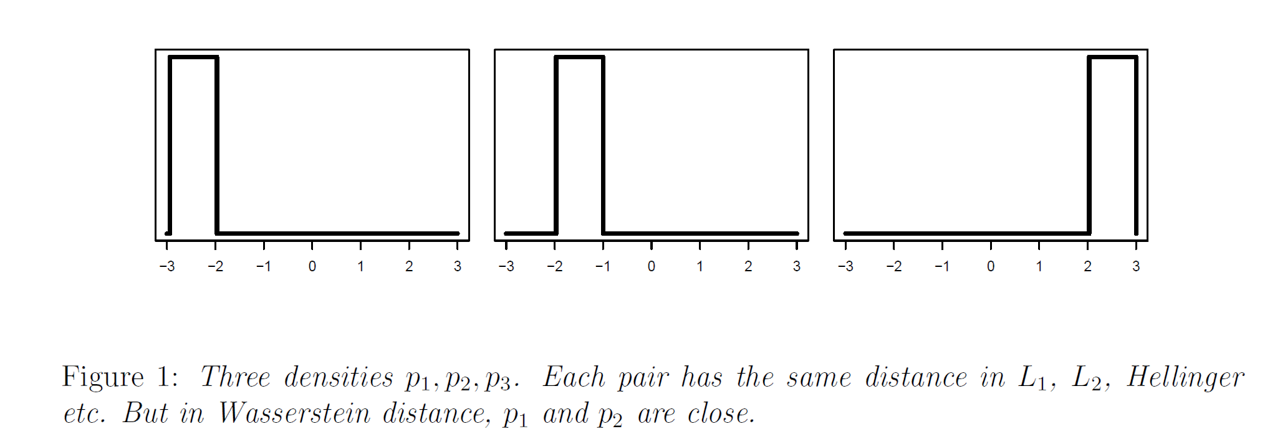 −3 −2 −1 0 1 2 3 −3 −2 −1 0 1 2 3 −3 −2 −1 0 1 2 3
Figure 1: Three densities p₁, p₂, p₃. Each pair has the same distance in L₁, L₂, Hellinger
etc. But in Wasserstein distance, p₁ and p₂ are close.